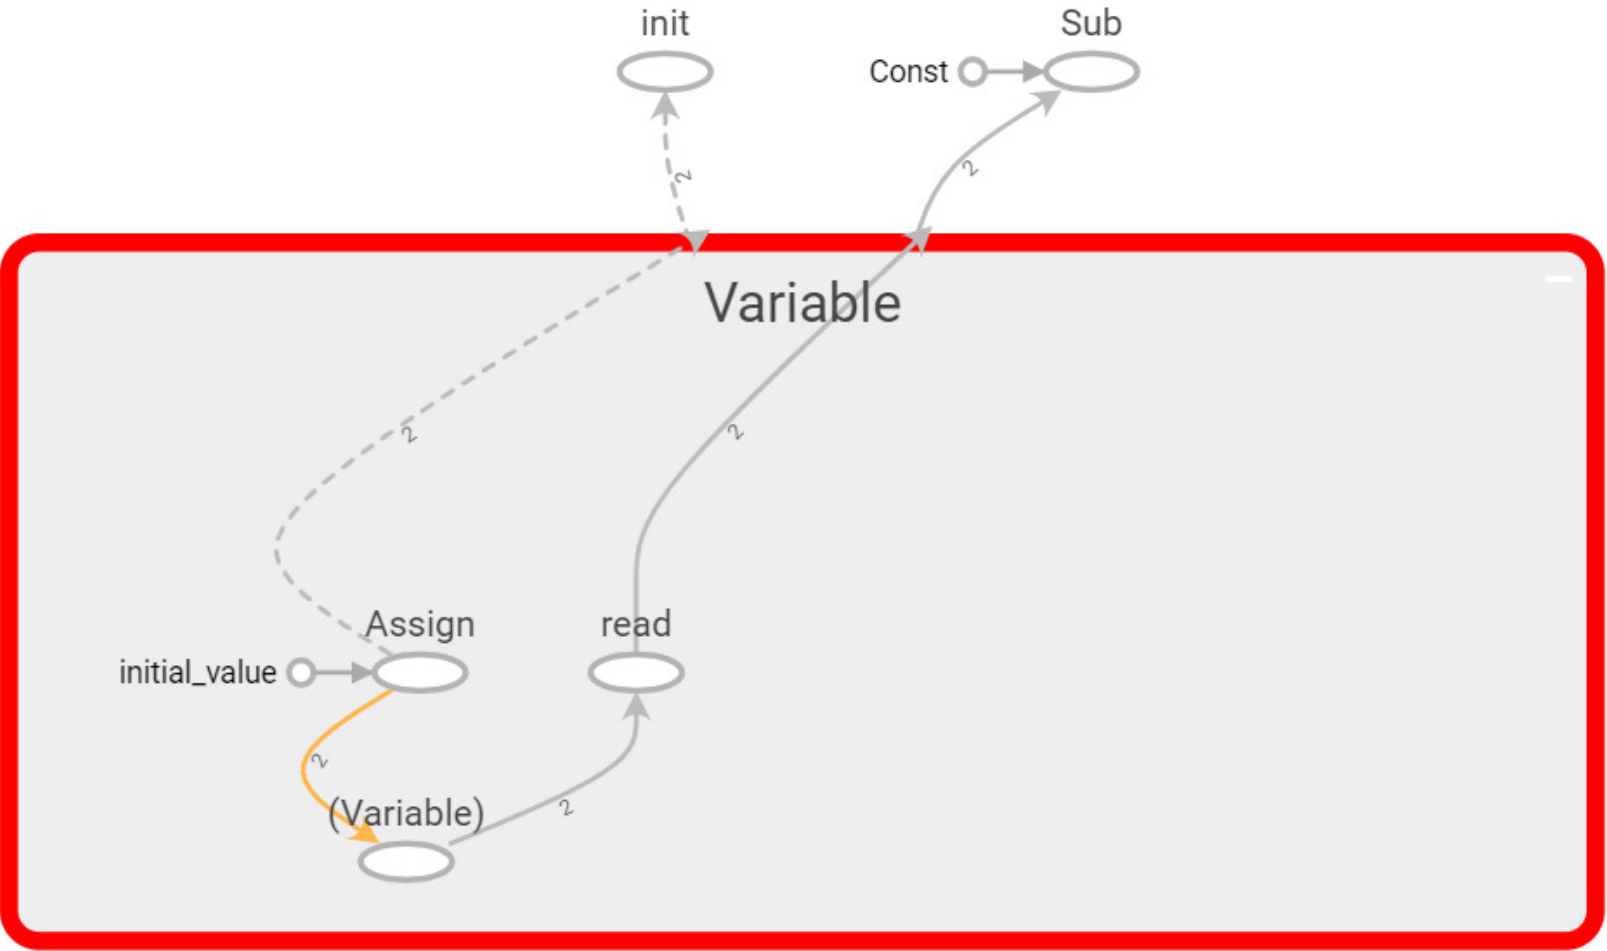 init
Sub
Const
2
2
Variable
2
2
Assign
read
initial_value
2
(Variable)
2